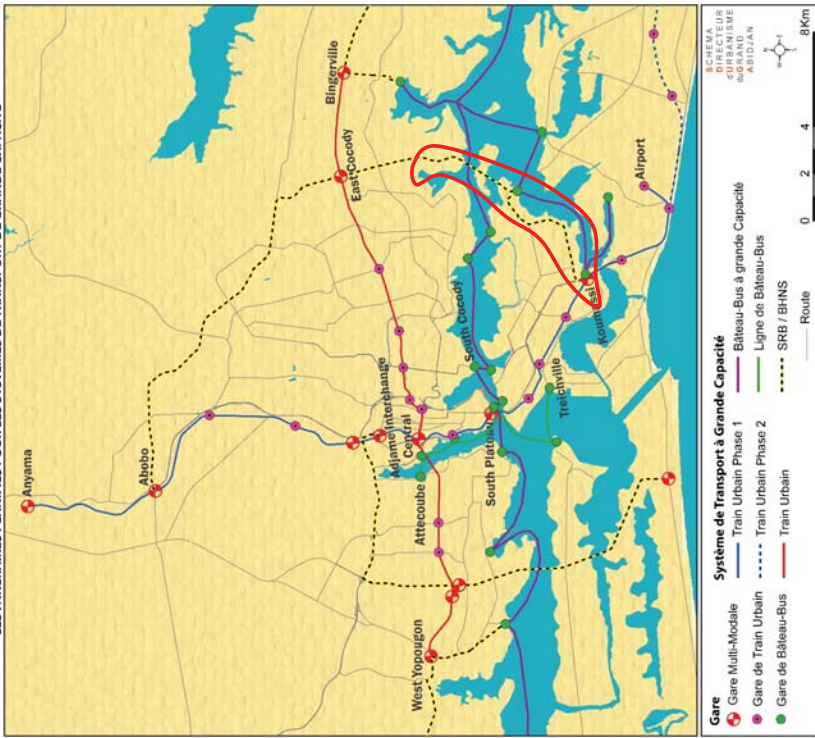 Anyama
Abobo
Bingerville
East Cocody
Adjame Interchange
Central
Attecoube
South Cocody
West Yopougon
South Plateau
Treichville
Koumassi
Airport
Gare
Gare Multi-Modale
Gare de Train Urbain
Gare de Bâteau-Bus
Système de Transport à Grande Capacité
Train Urbain Phase 1
Train Urbain Phase 2
Train Urbain
Bâteau-Bus à grande Capacité
Ligne de Bâteau-Bus
SRB / BHNS
Route
SCHEMA
DIRECTEUR
d'URBANISME
du GRAND
ABIDJAN
N
E
S
W
0 2 4 8Km